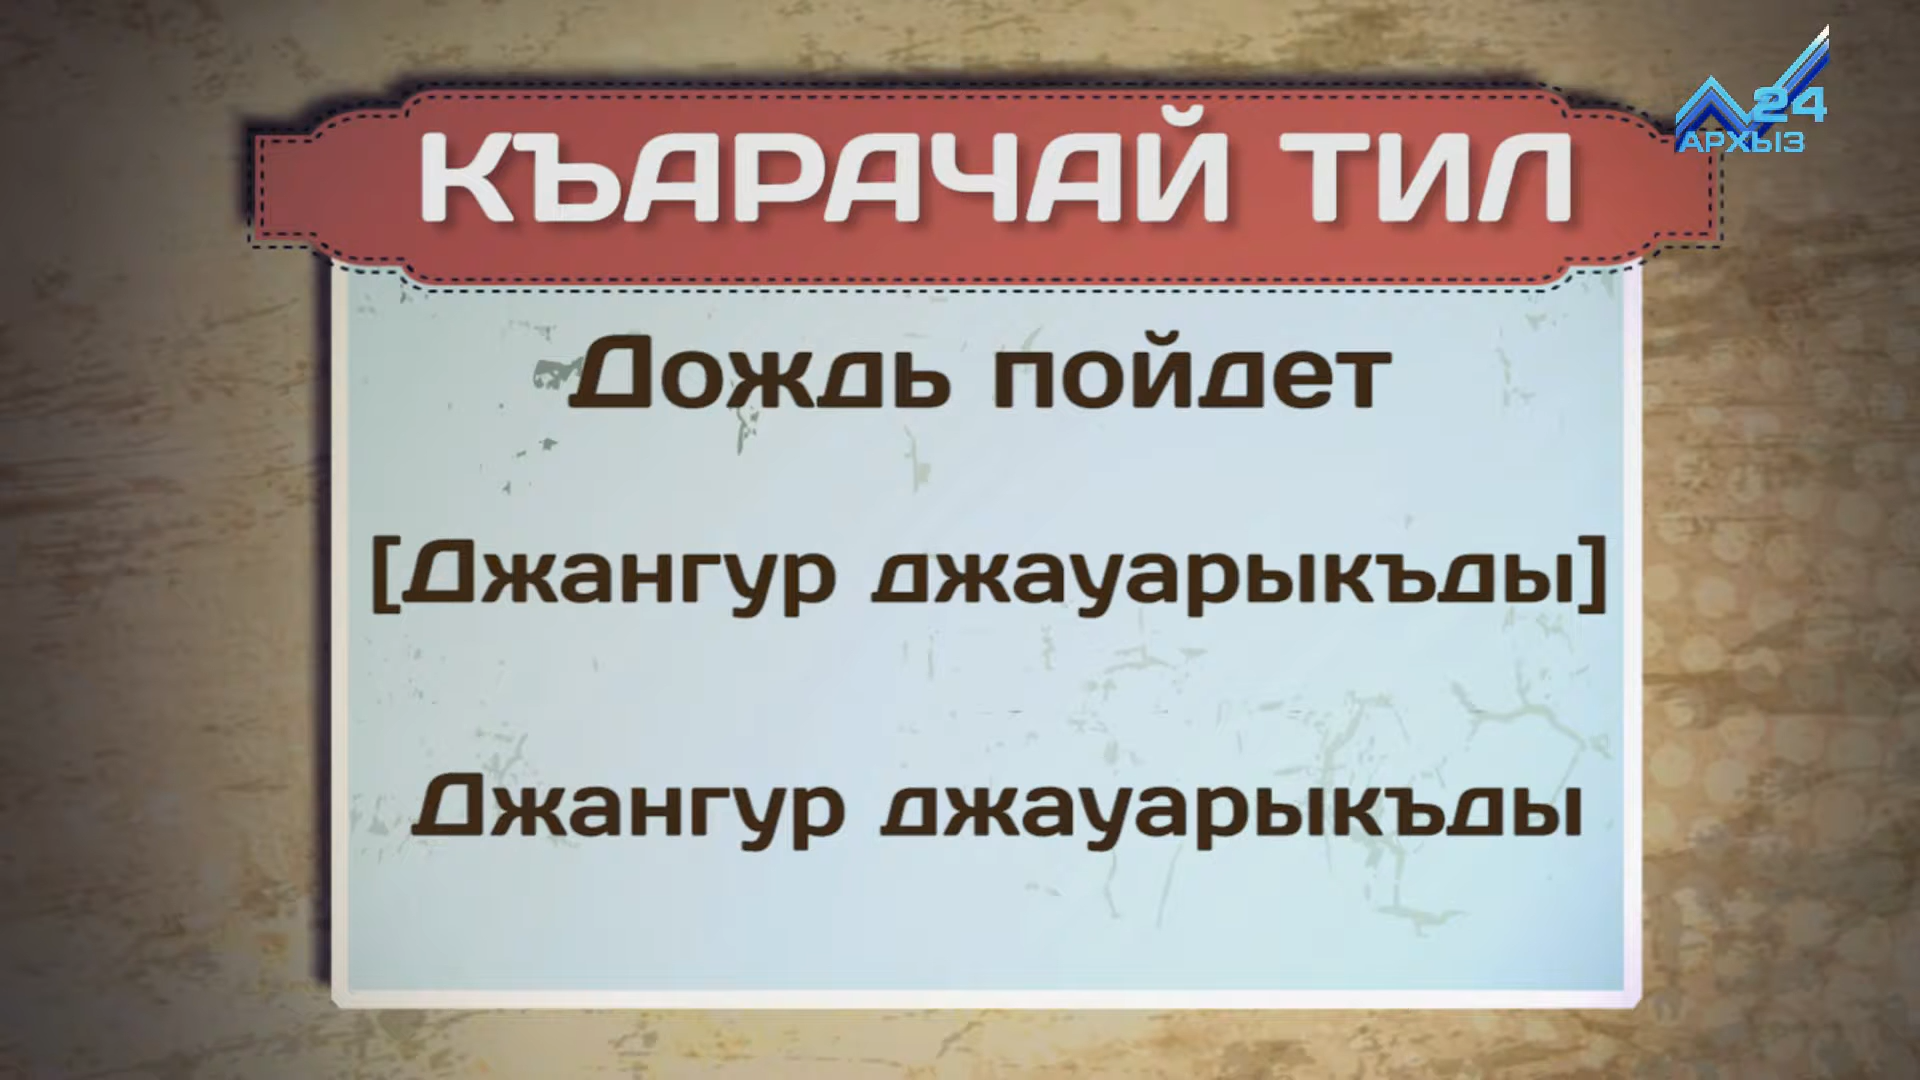 КЪАРАЧАЙ ТИЛ
24
АРХЫЗ
Дождь пойдет
[Джангур джауарыкъды]
Джангур джауарыкъды